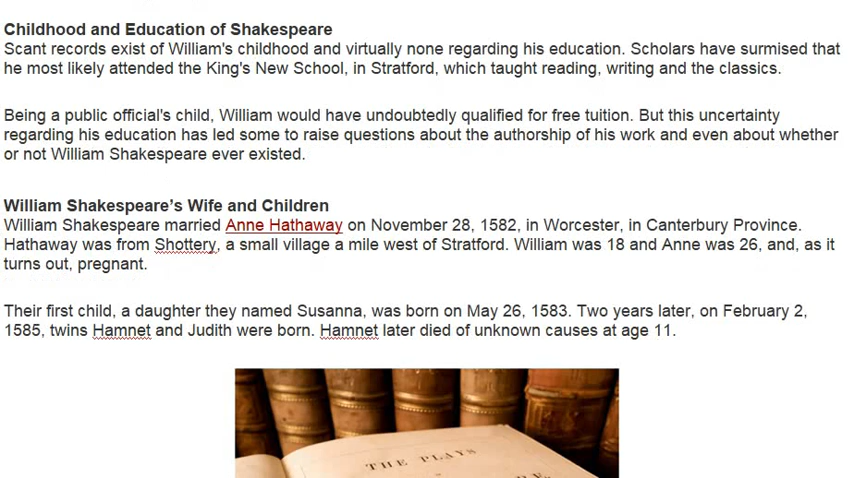 Childhood and Education of Shakespeare
Scant records exist of William's childhood and virtually none regarding his education. Scholars have surmised that
he most likely attended the King's New School, in Stratford, which taught reading, writing and the classics.
Being a public official's child, William would have undoubtedly qualified for free tuition. But this uncertainty
regarding his education has led some to raise questions about the authorship of his work and even about whether
or not William Shakespeare ever existed.
William Shakespeare’s Wife and Children
William Shakespeare married Anne Hathaway on November 28, 1582, in Worcester, in Canterbury Province.
Hathaway was from Shottery, a small village a mile west of Stratford. William was 18 and Anne was 26, and, as it
turns out, pregnant.
Their first child, a daughter they named Susanna, was born on May 26, 1583. Two years later, on February 2,
1585, twins Hamnet and Judith were born. Hamnet later died of unknown causes at age 11.
THE PLAYS